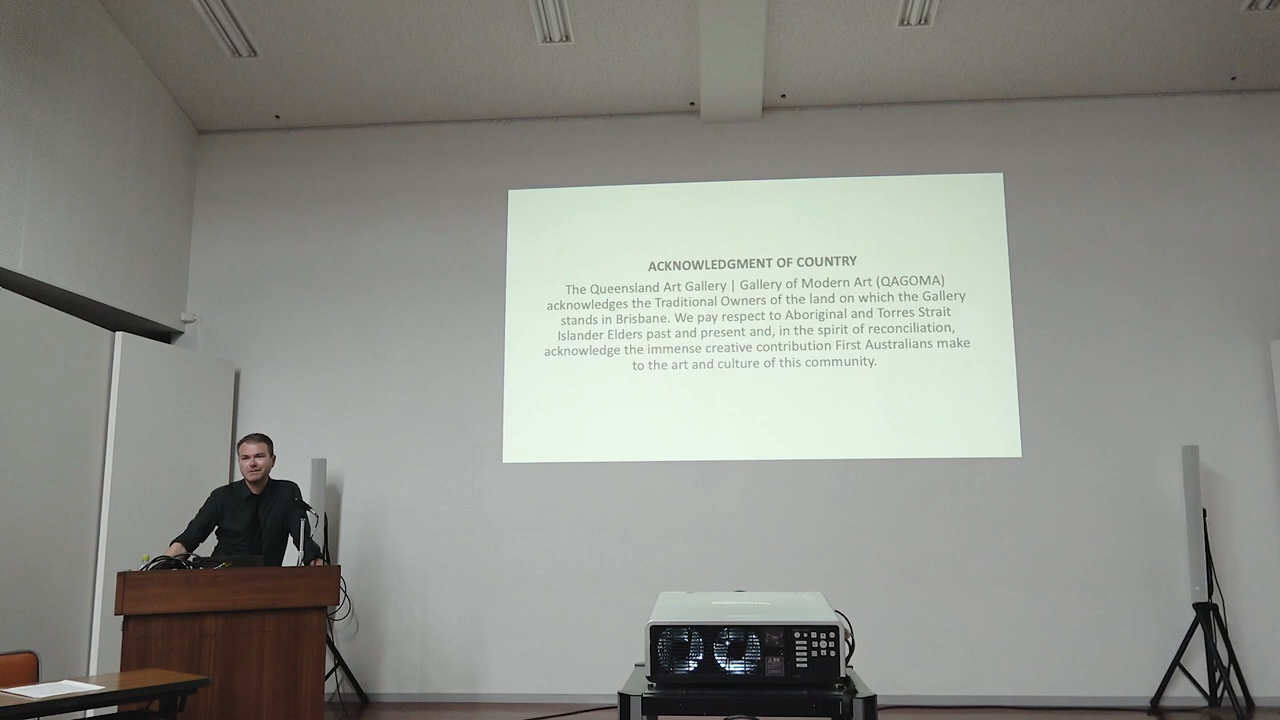 ACKNOWLEDGMENT OF COUNTRY
The Queensland Art Gallery | Gallery of Modern Art (QAGOMA)
acknowledges the Traditional Owners of the land on which the Gallery
stands in Brisbane. We pay respect to Aboriginal and Torres Strait
Islander Elders past and present and, in the spirit of reconciliation,
acknowledge the immense creative contribution First Australians make
to the art and culture of this community.